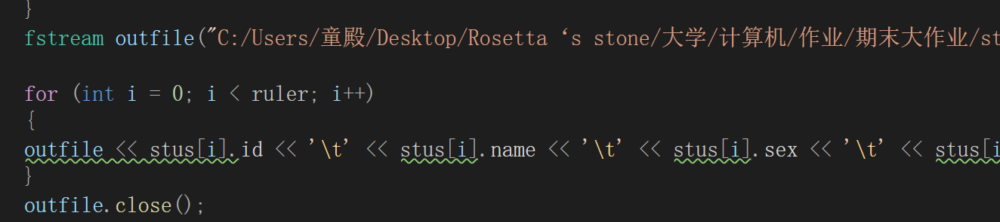 }
fstream outfile("C:/Users/童殿/Desktop/Rosetta‘s stone/大学/计算机/作业/期末大作业/st
for (int i = 0; i < ruler; i++)
{
outfile << stus[i].id << '\t' << stus[i].name << '\t' << stus[i].sex << '\t' << stus[i
}
outfile.close();